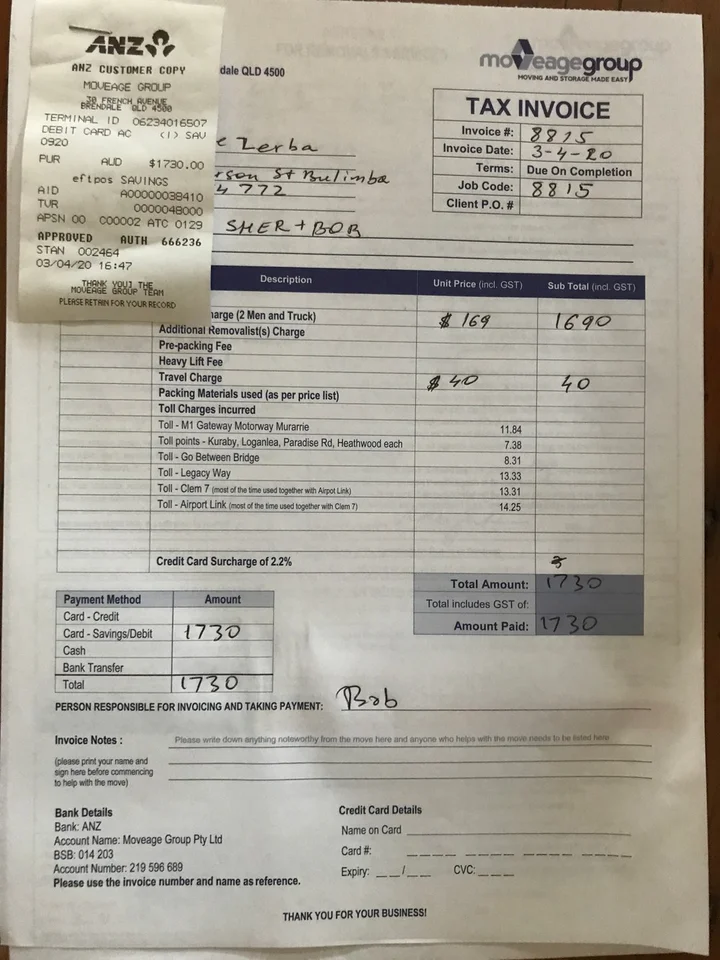 ANZ
ANZ CUSTOMER COPY
MOVEAGE GROUP
30 FRENCH AVENUE
BRENDALE QLD 4500
TERMINAL ID 06234016507
DEBIT CARD AC (1) SAV
0920
PUR AUD $1730.00
eftpos SAVINGS
AID A00000038410
TVR 0000048000
APSN 00 C00002 ATC 0129
APPROVED AUTH 666236
STAN 002464
03/04/20 16:47
THANK YOU] THE
MOVEAGE GROUP TEAM
PLEASE RETAIN FOR YOUR RECORD
dale QLD 4500
moveagegroup
MOVING AND STORAGE MADE EASY
TAX INVOICE
Invoice #: 8815
Invoice Date: 3-4-20
Terms: Due On Completion
Job Code: 8815
Client P.O. #
e Zerba
rson St Bulimba
4 772
SHER + BOB
Description Unit Price (incl. GST) Sub Total (incl. GST)
arge (2 Men and Truck) $ 169 1690
Additional Removalist(s) Charge
Pre-packing Fee
Heavy Lift Fee
Travel Charge $ 40 40
Packing Materials used (as per price list)
Toll Charges incurred
Toll - M1 Gateway Motorway Murarrie 11.84
Toll points - Kuraby, Loganlea, Paradise Rd, Heathwood each 7.38
Toll - Go Between Bridge 8.31
Toll - Legacy Way 13.33
Toll - Clem 7 (most of the time used together with Airpot Link) 13.31
Toll - Airport Link (most of the time used together with Clem 7) 14.25
Credit Card Surcharge of 2.2%
Total Amount: 1730
Total includes GST of:
Amount Paid: 1730
Payment Method Amount
Card - Credit
Card - Savings/Debit 1730
Cash
Bank Transfer
Total 1730
PERSON RESPONSIBLE FOR INVOICING AND TAKING PAYMENT: Bob
Invoice Notes : Please write down anything noteworthy from the move here and anyone who helps with the move needs to be listed here
(please print your name and
sign here before commencing
to help with the move)
Bank Details
Bank: ANZ
Account Name: Moveage Group Pty Ltd
BSB: 014 203
Account Number: 219 596 689
Please use the invoice number and name as reference.
Credit Card Details
Name on Card
Card #:
Expiry: __/__ CVC: ___
THANK YOU FOR YOUR BUSINESS!